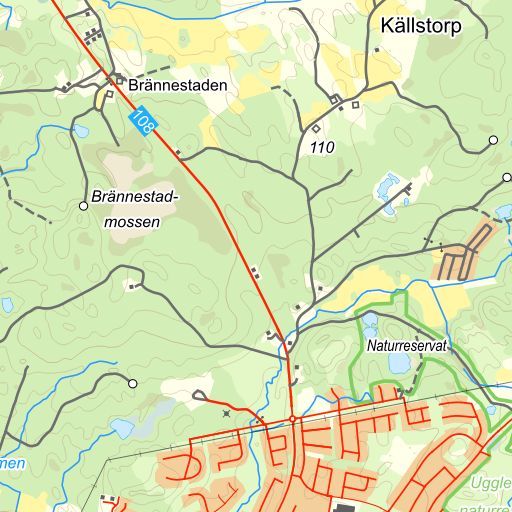 Källstorp
Brännestaden
108
110
Brännestad-
mossen
Naturreservat
men
Uggle
naturre